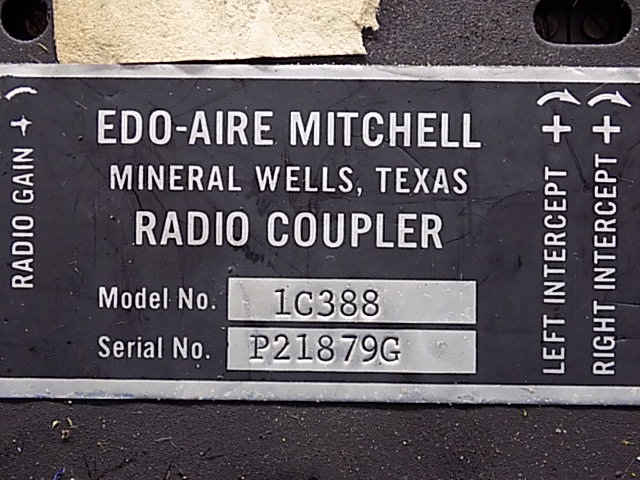 EDO-AIRE MITCHELL
MINERAL WELLS, TEXAS
RADIO COUPLER
Model No. 1C388
Serial No. P21879G
RADIO GAIN +
LEFT INTERCEPT +
RIGHT INTERCEPT +